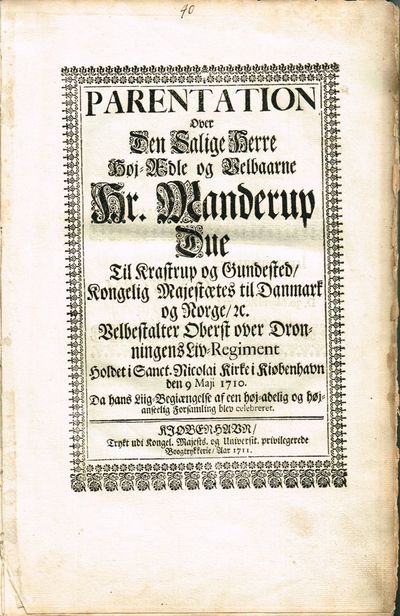 40
PARENTATION
Over
Den Salige Herre
Høj-Ædle og Velbaarne
Hr. Manderup
Due
Til Krastrup og Gundested/
Kongelig Majestætes til Danmark
og Norge/ ꝛc.
Velbestalter Oberst over Dron-
ningens Liv-Regiment
Holdet i Sanct. Nicolai Kirke i Kiøbenhavn
den 9 Maji 1710.
Da hans Liig-Begiængelse af een høj-adelig og høj-
anseelig Forsamling blev celebreret.
KIØBENHAVN/
Trykt udi Kongel. Majests. og Universit. privilegerede
Bogtrykkerie/ Aar 1711.